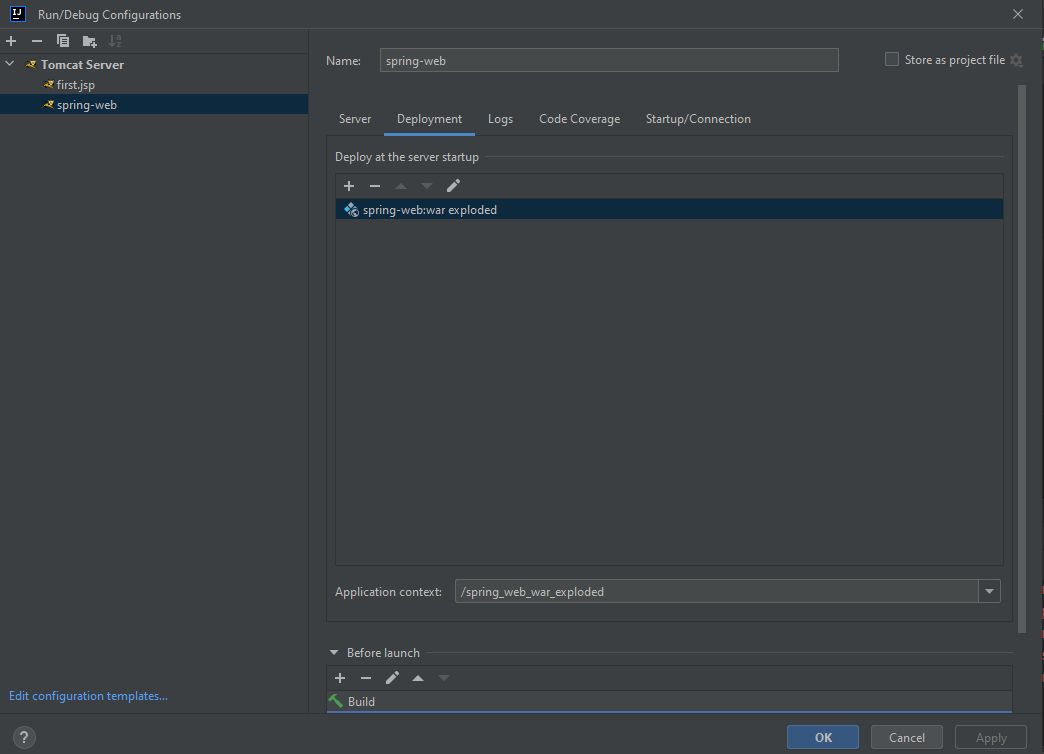 Run/Debug Configurations
Tomcat Server
first.jsp
spring-web
Edit configuration templates...
Name: spring-web
Store as project file
Server Deployment Logs Code Coverage Startup/Connection
Deploy at the server startup
spring-web:war exploded
Application context: /spring_web_war_exploded
Before launch
Build
? OK Cancel Apply